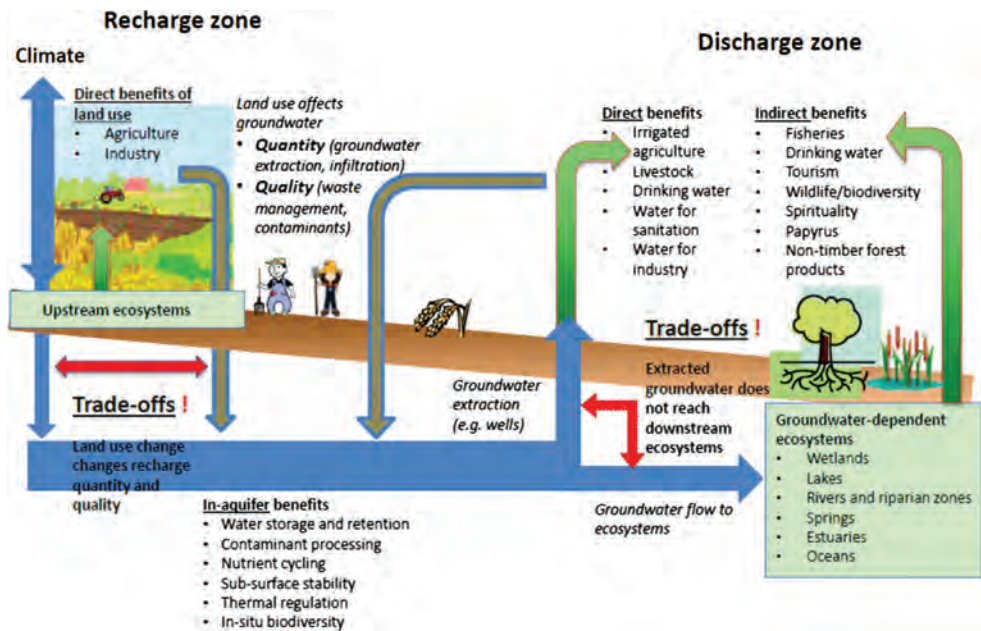 Recharge zone
Climate
Direct benefits of
land use
• Agriculture
• Industry
Land use affects
groundwater
• Quantity (groundwater
extraction, infiltration)
• Quality (waste
management,
contaminants)
Upstream ecosystems
Trade-offs !
Land use change
changes recharge
quantity and
quality
In-aquifer benefits
• Water storage and retention
• Contaminant processing
• Nutrient cycling
• Sub-surface stability
• Thermal regulation
• In-situ biodiversity
Groundwater
extraction
(e.g. wells)
Discharge zone
Direct benefits
• Irrigated
agriculture
• Livestock
• Drinking water
• Water for
sanitation
• Water for
industry
Indirect benefits
• Fisheries
• Drinking water
• Tourism
• Wildlife/biodiversity
• Spirituality
• Papyrus
• Non-timber forest
products
Trade-offs !
Extracted
groundwater does
not reach
downstream
ecosystems
Groundwater flow to
ecosystems
Groundwater-dependent
ecosystems
• Wetlands
• Lakes
• Rivers and riparian zones
• Springs
• Estuaries
• Oceans